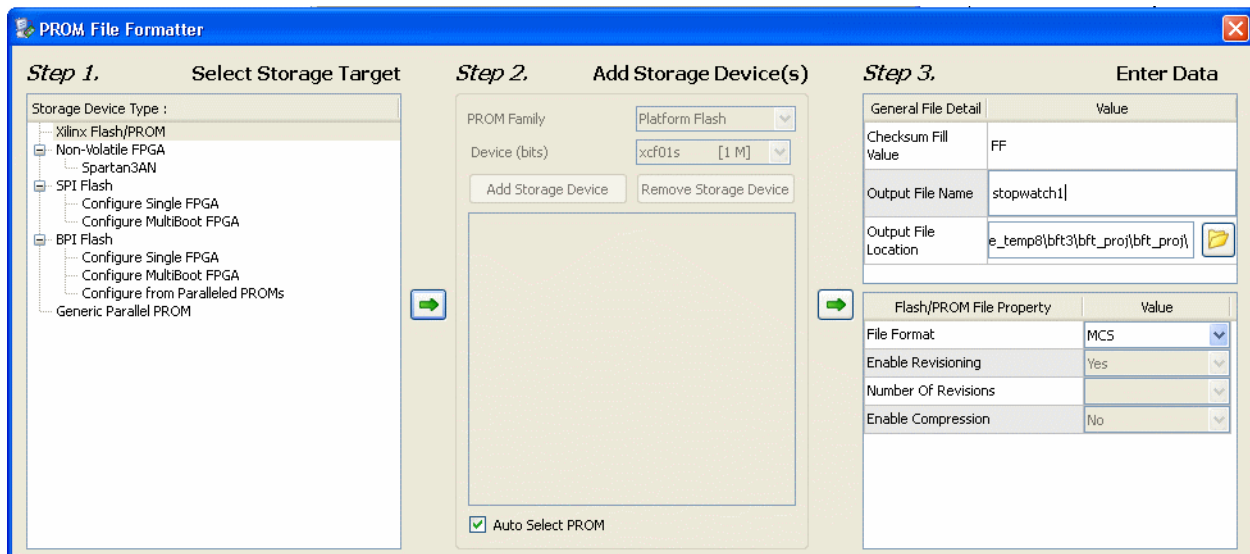 PROM File Formatter
Step 1. Select Storage Target
Storage Device Type :
Xilinx Flash/PROM
Non-Volatile FPGA
Spartan3AN
SPI Flash
Configure Single FPGA
Configure MultiBoot FPGA
BPI Flash
Configure Single FPGA
Configure MultiBoot FPGA
Configure from Paralleled PROMs
Generic Parallel PROM
Step 2. Add Storage Device(s)
PROM Family Platform Flash
Device (bits) xcf01s [1 M]
Add Storage Device Remove Storage Device
Auto Select PROM
Step 3. Enter Data
General File Detail Value
Checksum Fill
Value FF
Output File Name stopwatch1
Output File
Location e_temp8\bft3\bft_proj\bft_proj\
Flash/PROM File Property Value
File Format MCS
Enable Revisioning Yes
Number Of Revisions
Enable Compression No